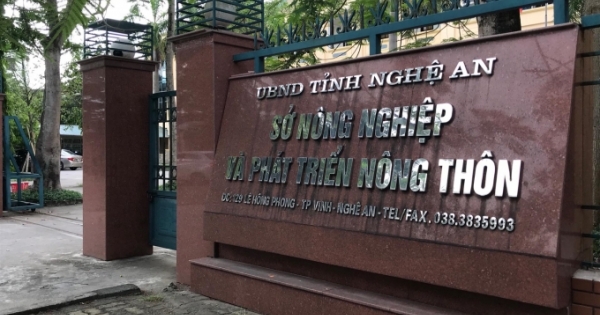 UBND TỈNH NGHỆ AN
SỞ NÔNG NGHIỆP
VÀ PHÁT TRIỂN NÔNG THÔN
ĐC: 129 LÊ HỒNG PHONG - TP VINH - NGHỆ AN - TEL/FAX. 038.3835993